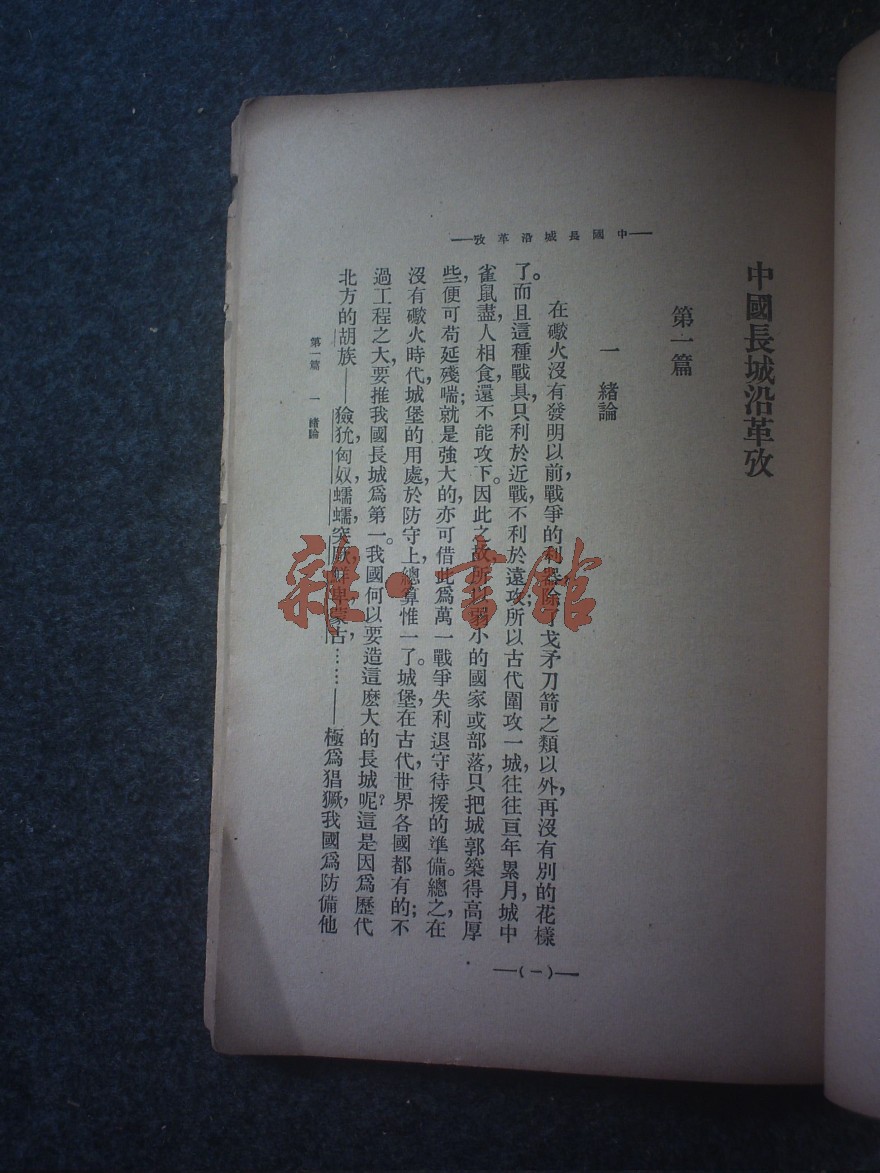 中國長城沿革攷
第一篇
一 緒論
在礮火沒有發明以前，戰爭的利器，除了戈矛刀箭之類以外，再沒有別的花樣
了。而且這種戰具，只利於近戰，不利於遠攻；所以古代圍攻一城，往往亘年累月，城中
雀鼠盡，人相食，還不能攻下。因此之故，所以弱小的國家或部落，只把城郭築得高厚
些，便可苟延殘喘；就是強大的，亦可借此爲萬一戰爭失利退守待援的準備。總之，在
沒有礮火時代，城堡的用處，於防守上，總算惟一了。城堡在古代，世界各國都有的；不
過工程之大，要推我國長城爲第一。我國何以要造這麼大的長城呢？這是因爲歷代
北方的胡族——獫狁，匈奴，蠕蠕，突厥，鮮卑，蒙古，……——極爲猖獗，我國爲防備他
中國長城沿革攷
第一篇 一 緒論
(一)
雜·書館